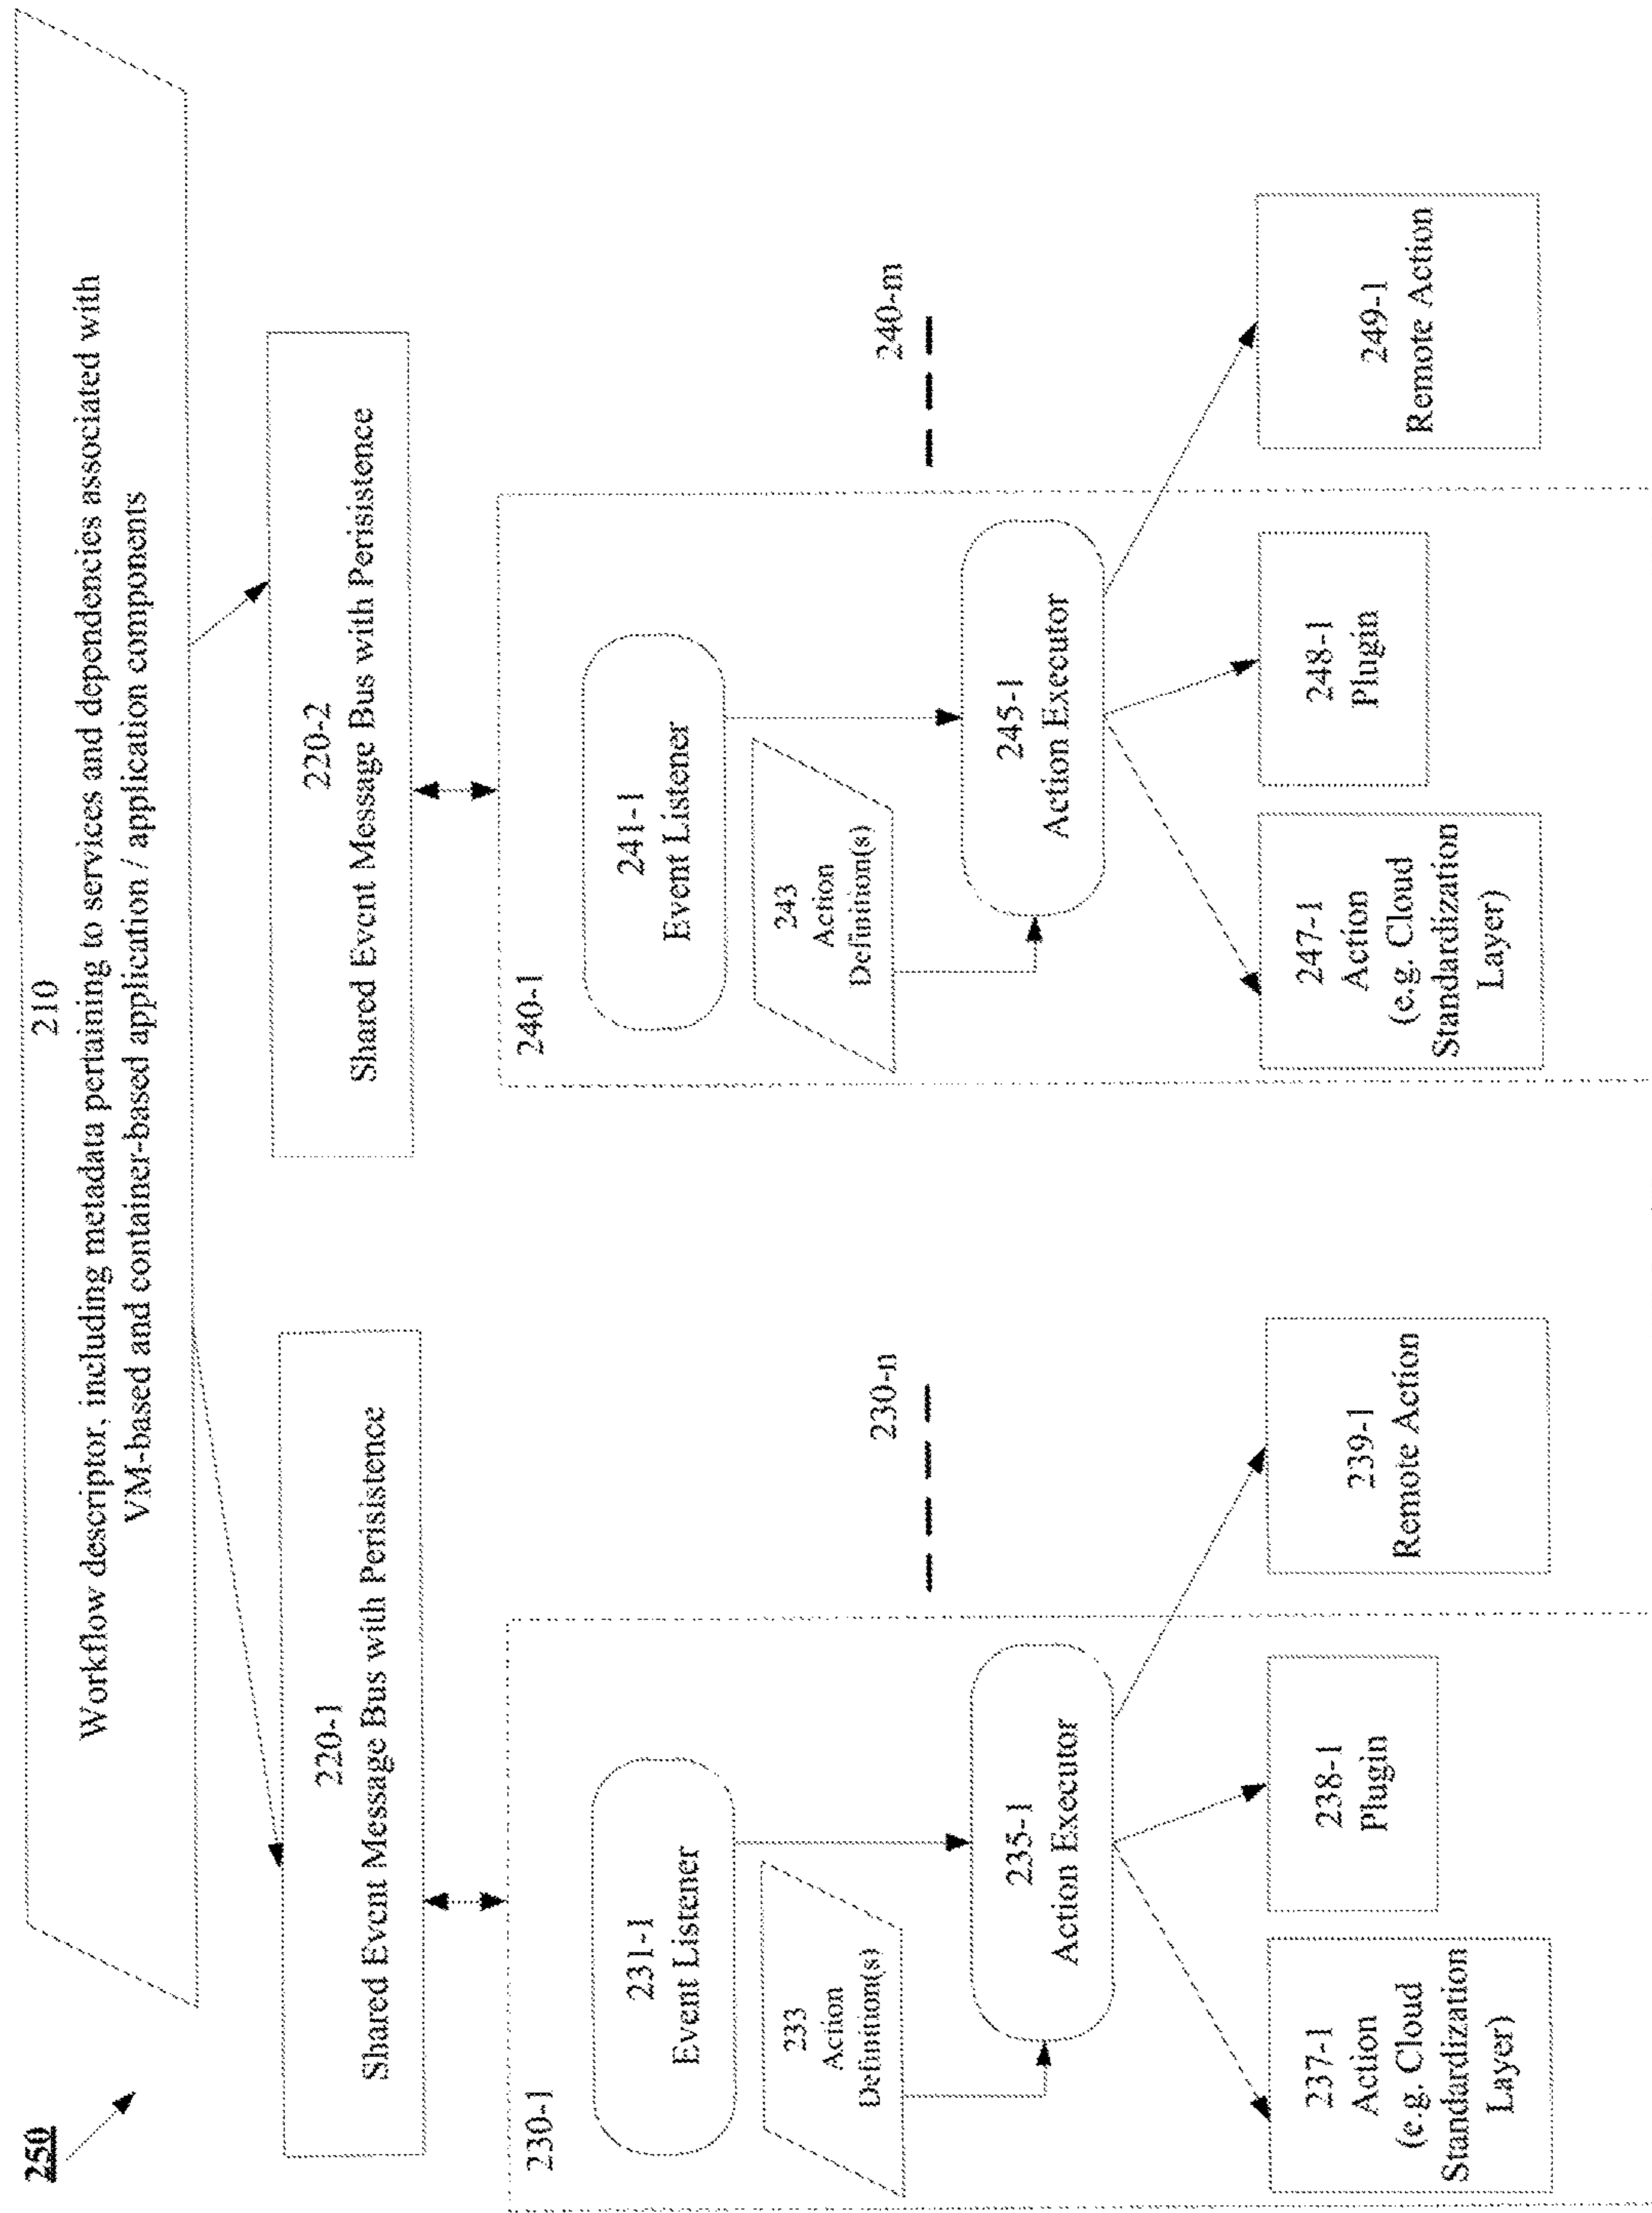 250
210
Workflow descriptor, including metadata pertaining to services and dependencies associated with
VM-based and container-based application / application components
220-1
Shared Event Message Bus with Perisistence
220-2
Shared Event Message Bus with Perisistence
230-1
231-1
Event Listener
233
Action
Definition(s)
235-1
Action Executor
230-n
237-1
Action
(e.g. Cloud
Standardization
Layer)
238-1
Plugin
239-1
Remote Action
240-1
241-1
Event Listener
243
Action
Definition(s)
245-1
Action Executor
240-m
247-1
Action
(e.g. Cloud
Standardization
Layer)
248-1
Plugin
249-1
Remote Action